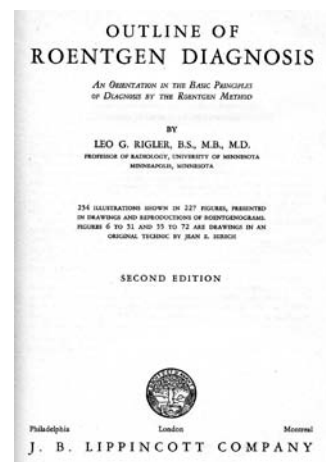 OUTLINE OF
ROENTGEN DIAGNOSIS
AN ORIENTATION IN THE BASIC PRINCIPLES
OF DIAGNOSIS BY THE ROENTGEN METHOD
BY
LEO G. RIGLER, B.S., M.B., M.D.
PROFESSOR OF RADIOLOGY, UNIVERSITY OF MINNESOTA
MINNEAPOLIS, MINNESOTA
254 ILLUSTRATIONS SHOWN IN 227 FIGURES, PRESENTED
IN DRAWINGS AND REPRODUCTIONS OF ROENTGENOGRAMS.
FIGURES 6 TO 51 AND 55 TO 72 ARE DRAWINGS IN AN
ORIGINAL TECHNIC BY JEAN E. HIRSCH
SECOND EDITION
Philadelphia London Montreal
J. B. LIPPINCOTT COMPANY